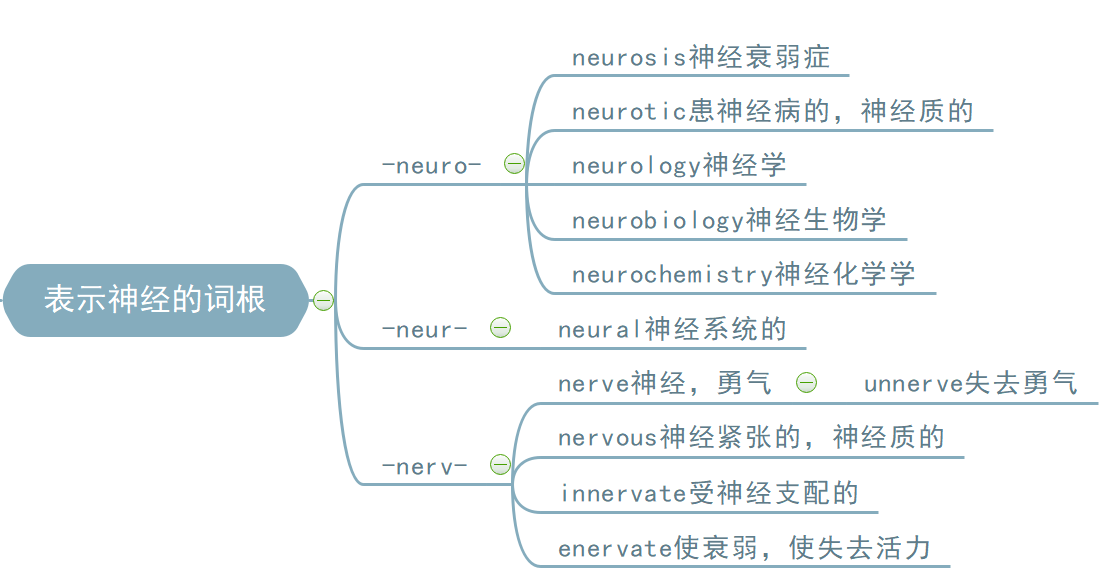 表示神经的词根
-neuro-
neurosis神经衰弱症
neurotic患神经病的，神经质的
neurology神经学
neurobiology神经生物学
neurochemistry神经化学学
-neur-
neural神经系统的
-nerv-
nerve神经，勇气
unnerve失去勇气
nervous神经紧张的，神经质的
innervate受神经支配的
enervate使衰弱，使失去活力